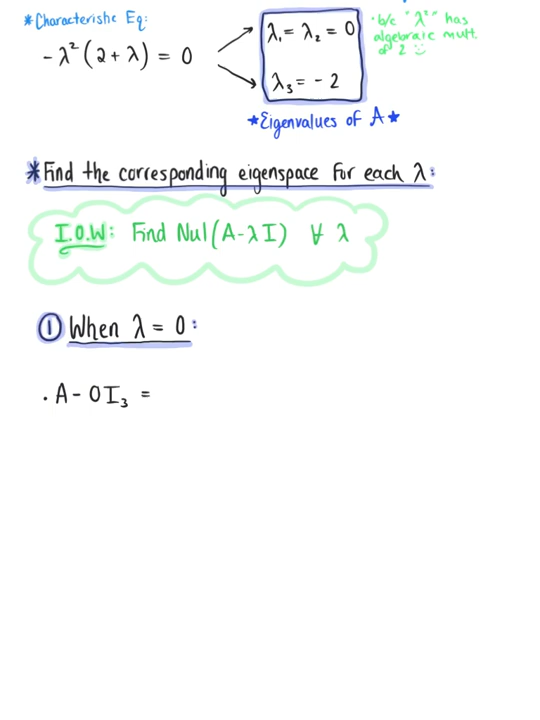 *Characteristic Eq:
-λ²(2+λ) = 0
λ₁ = λ₂ = 0
λ₃ = -2
· b/c "λ²" has
algebraic mult.
of 2 :)
★Eigenvalues of A★
*Find the corresponding eigenspace for each λ:
I.O.W: Find Nul(A-λI) ∀ λ
① When λ = 0:
· A - 0I₃ =